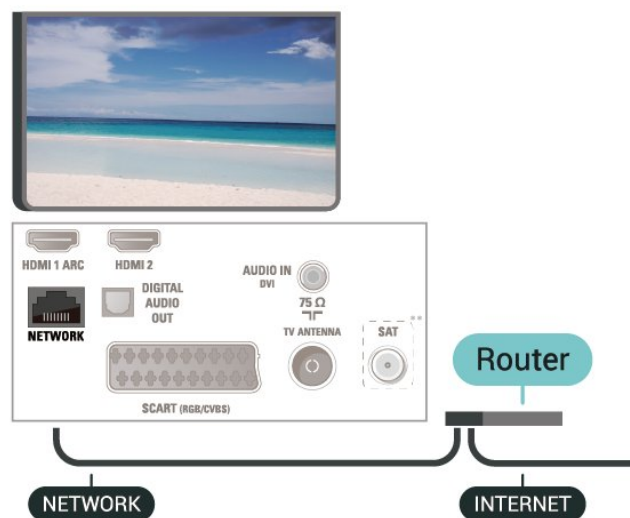 HDMI 1 ARC
HDMI 2
NETWORK
DIGITAL
AUDIO
OUT
AUDIO IN
DVI
75 Ω
TV ANTENNA
SAT
**
SCART (RGB/CVBS)
Router
NETWORK
INTERNET